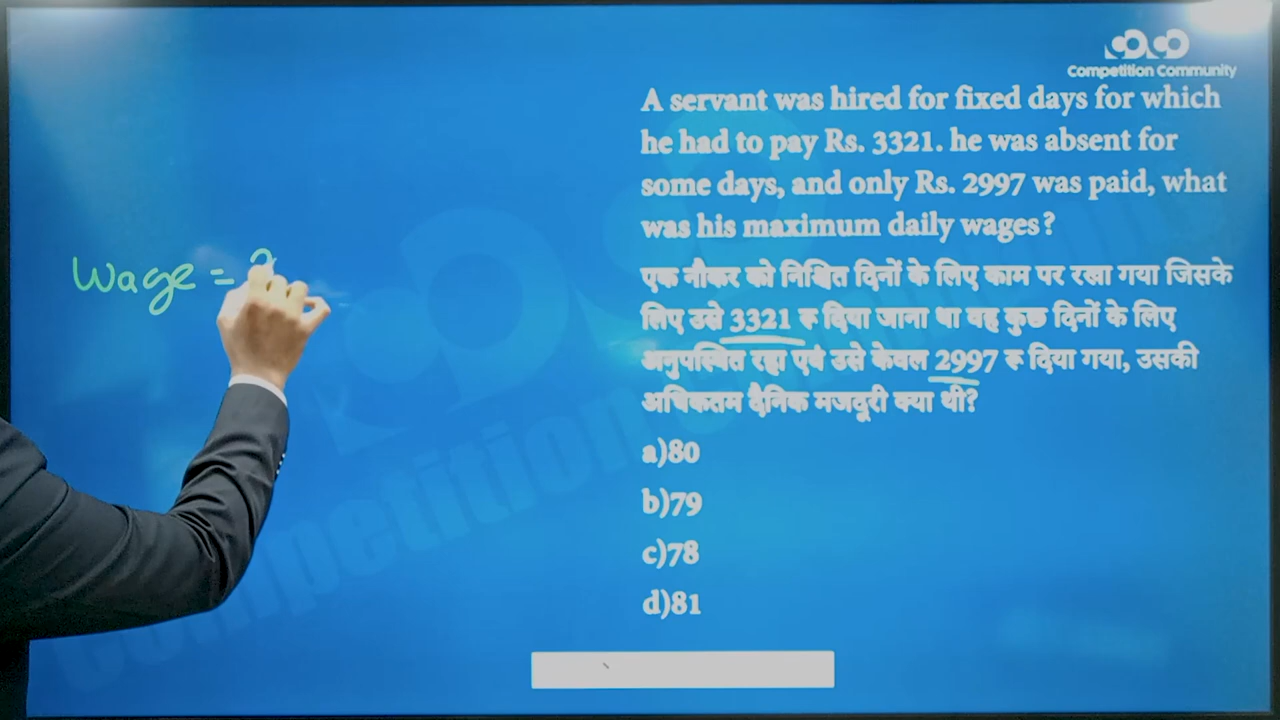 Competition Community
A servant was hired for fixed days for which
he had to pay Rs. 3321. he was absent for
some days, and only Rs. 2997 was paid, what
was his maximum daily wages?
एक नौकर को निश्चित दिनों के लिए काम पर रखा गया जिसके
लिए उसे 3321 रू दिया जाना था वह कुछ दिनों के लिए
अनुपस्थित रहा एवं उसे केवल 2997 रू दिया गया, उसकी
अधिकतम दैनिक मजदूरी क्या थी?
Wage = ?
a)80
b)79
c)78
d)81